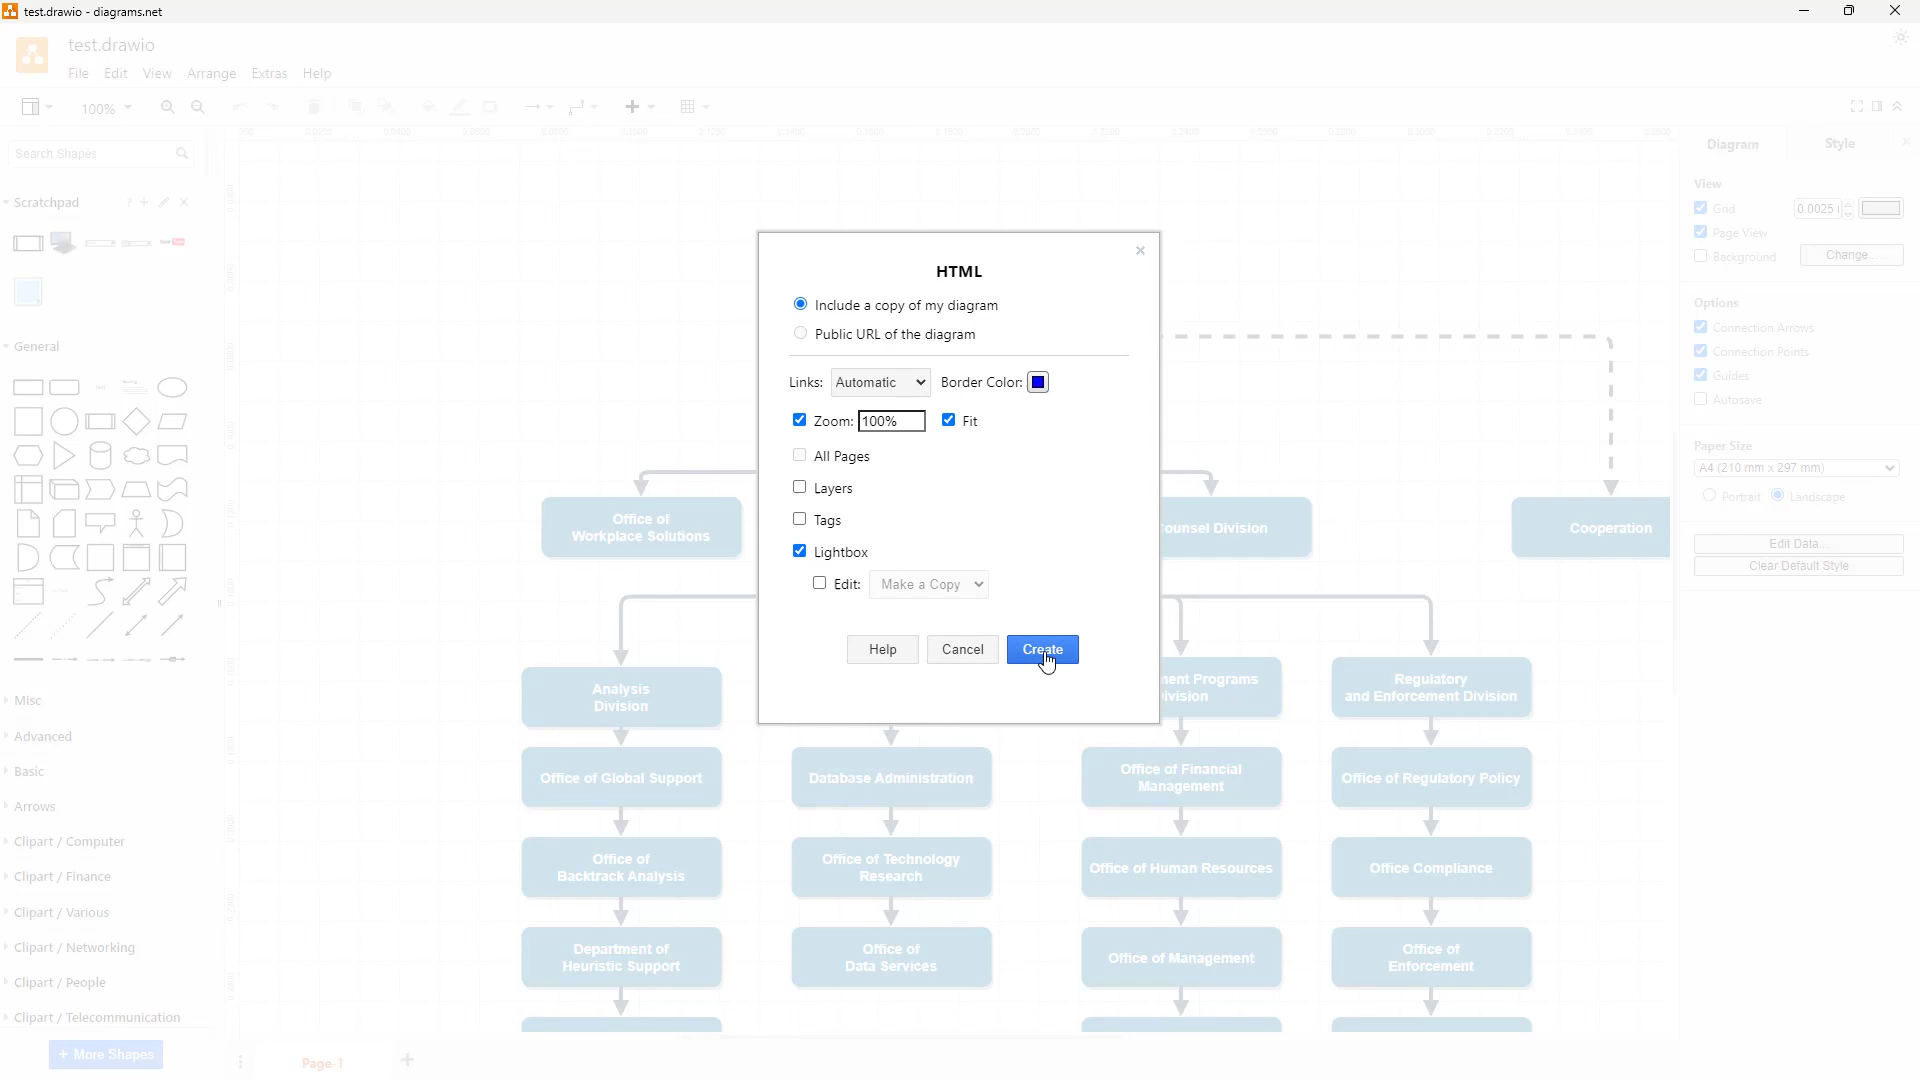 test.drawio - diagrams.net
test.drawio
File Edit View Arrange Extras Help
100%
Search Shapes
Scratchpad
?
General
Misc
Advanced
Basic
Arrows
Clipart / Computer
Clipart / Finance
Clipart / Various
Clipart / Networking
Clipart / People
Clipart / Telecommunication
+ More Shapes
HTML
Include a copy of my diagram
Public URL of the diagram
Links: Automatic Border Color:
Zoom: 100% Fit
All Pages
Layers
Tags
Lightbox
Edit: Make a Copy
Help Cancel Create
Office of
Workplace Solutions
ounsel Division
Cooperation
Analysis
Division
ment Programs
ivision
Regulatory
and Enforcement Division
Office of Global Support
Database Administration
Office of Financial
Management
Office of Regulatory Policy
Office of
Backtrack Analysis
Office of Technology
Research
Office of Human Resources
Office Compliance
Department of
Heuristic Support
Office of
Data Services
Office of Management
Office of
Enforcement
Page-1
Diagram Style
View
Grid 0.0025
Page View
Background Change...
Options
Connection Arrows
Connection Points
Guides
Autosave
Paper Size
A4 (210 mm x 297 mm)
Portrait Landscape
Edit Data...
Clear Default Style